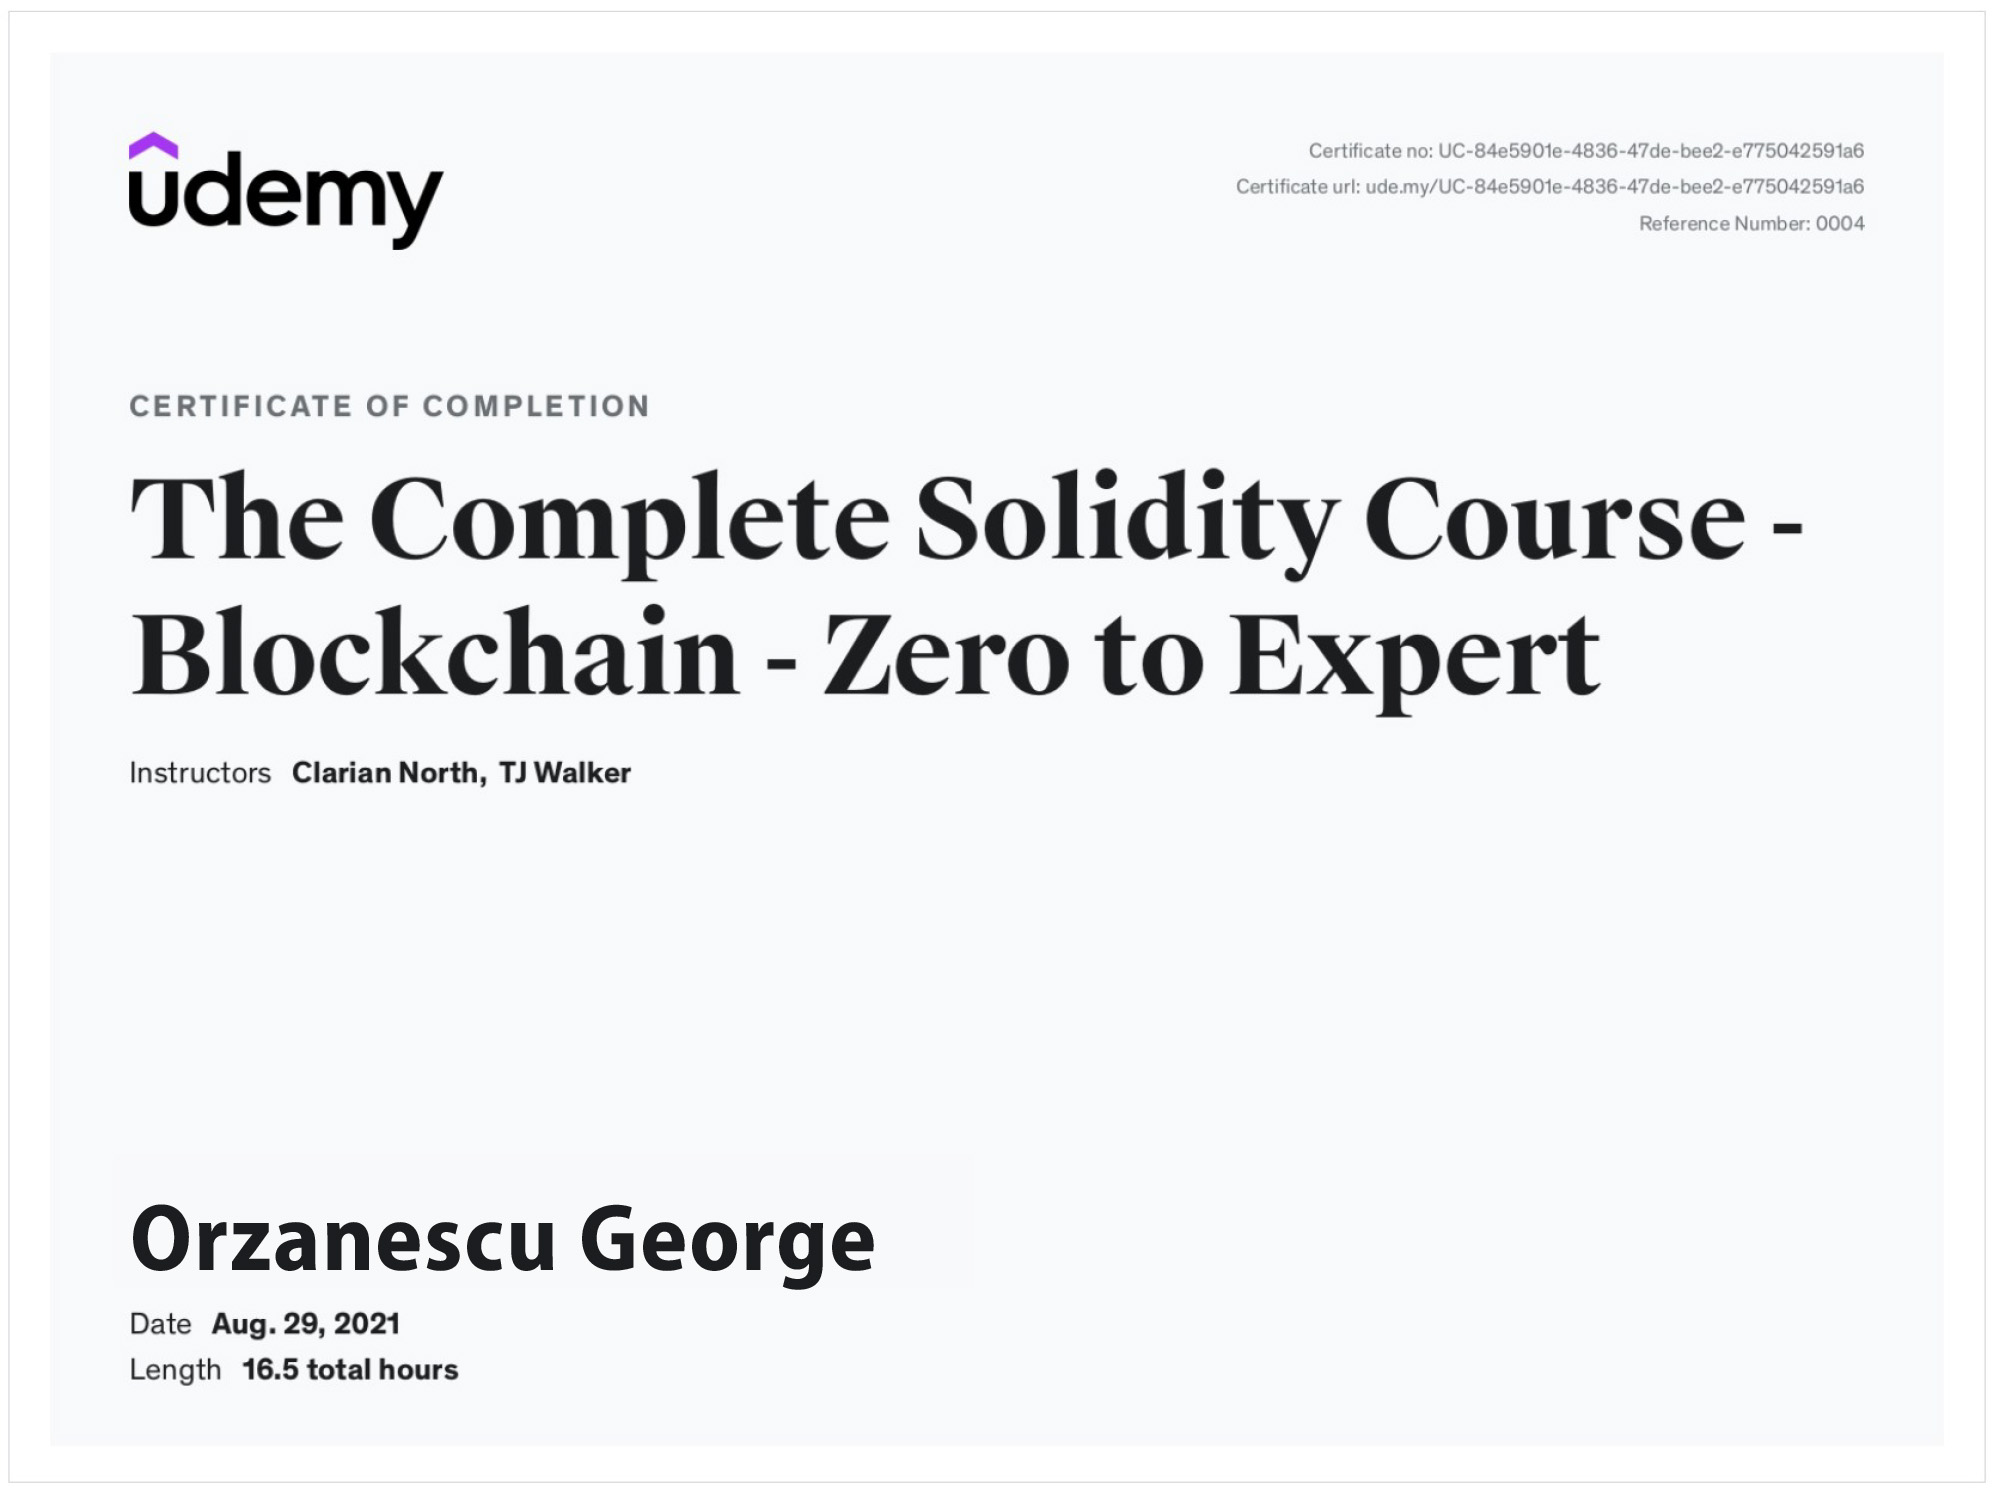 udemy
Certificate no: UC-84e5901e-4836-47de-bee2-e775042591a6
Certificate url: ude.my/UC-84e5901e-4836-47de-bee2-e775042591a6
Reference Number: 0004
CERTIFICATE OF COMPLETION
The Complete Solidity Course -
Blockchain - Zero to Expert
Instructors Clarian North, TJ Walker
Orzanescu George
Date Aug. 29, 2021
Length 16.5 total hours